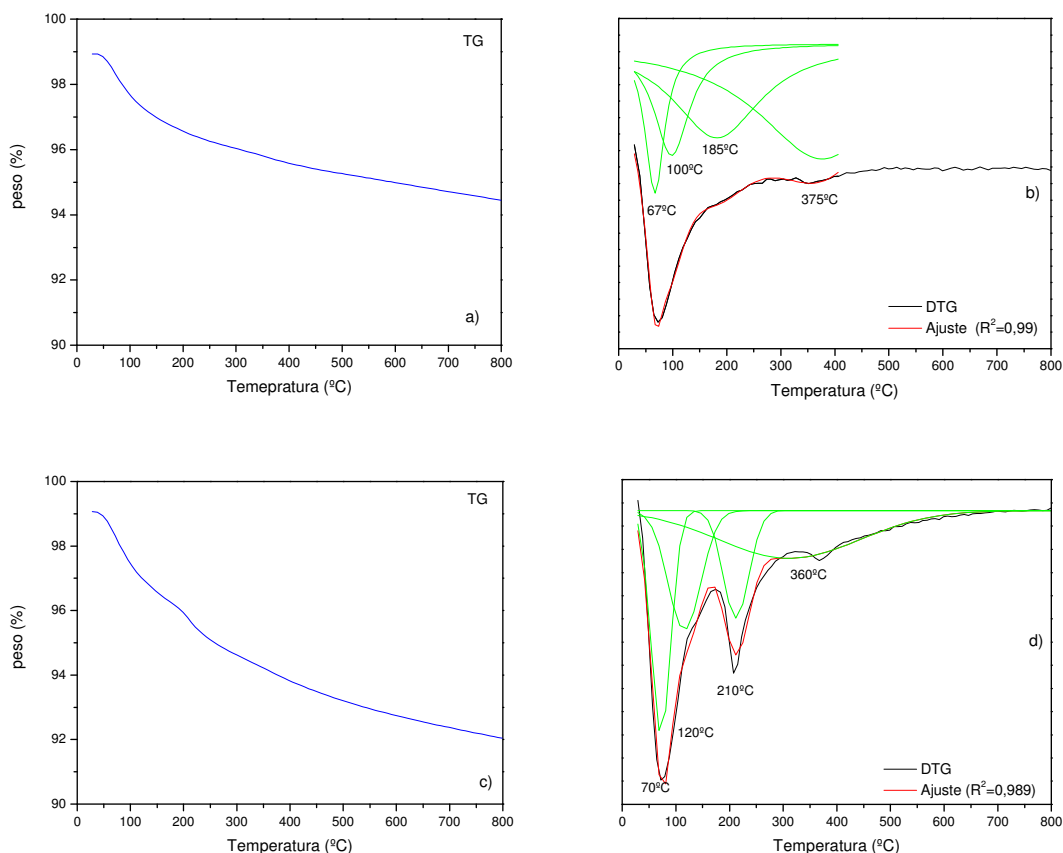 TG
100
98
96
94
92
90
peso (%)
a)
0 100 200 300 400 500 600 700 800
Temepratura (ºC)
185ºC
100ºC
67ºC
375ºC
b)
DTG
Ajuste (R²=0,99)
0 100 200 300 400 500 600 700 800
Temperatura (ºC)
TG
100
98
96
94
92
90
peso (%)
c)
0 100 200 300 400 500 600 700 800
Temperatura (ºC)
360ºC
d)
210ºC
120ºC
70ºC
DTG
Ajuste (R²=0,989)
0 100 200 300 400 500 600 700 800
Temperatura (ºC)